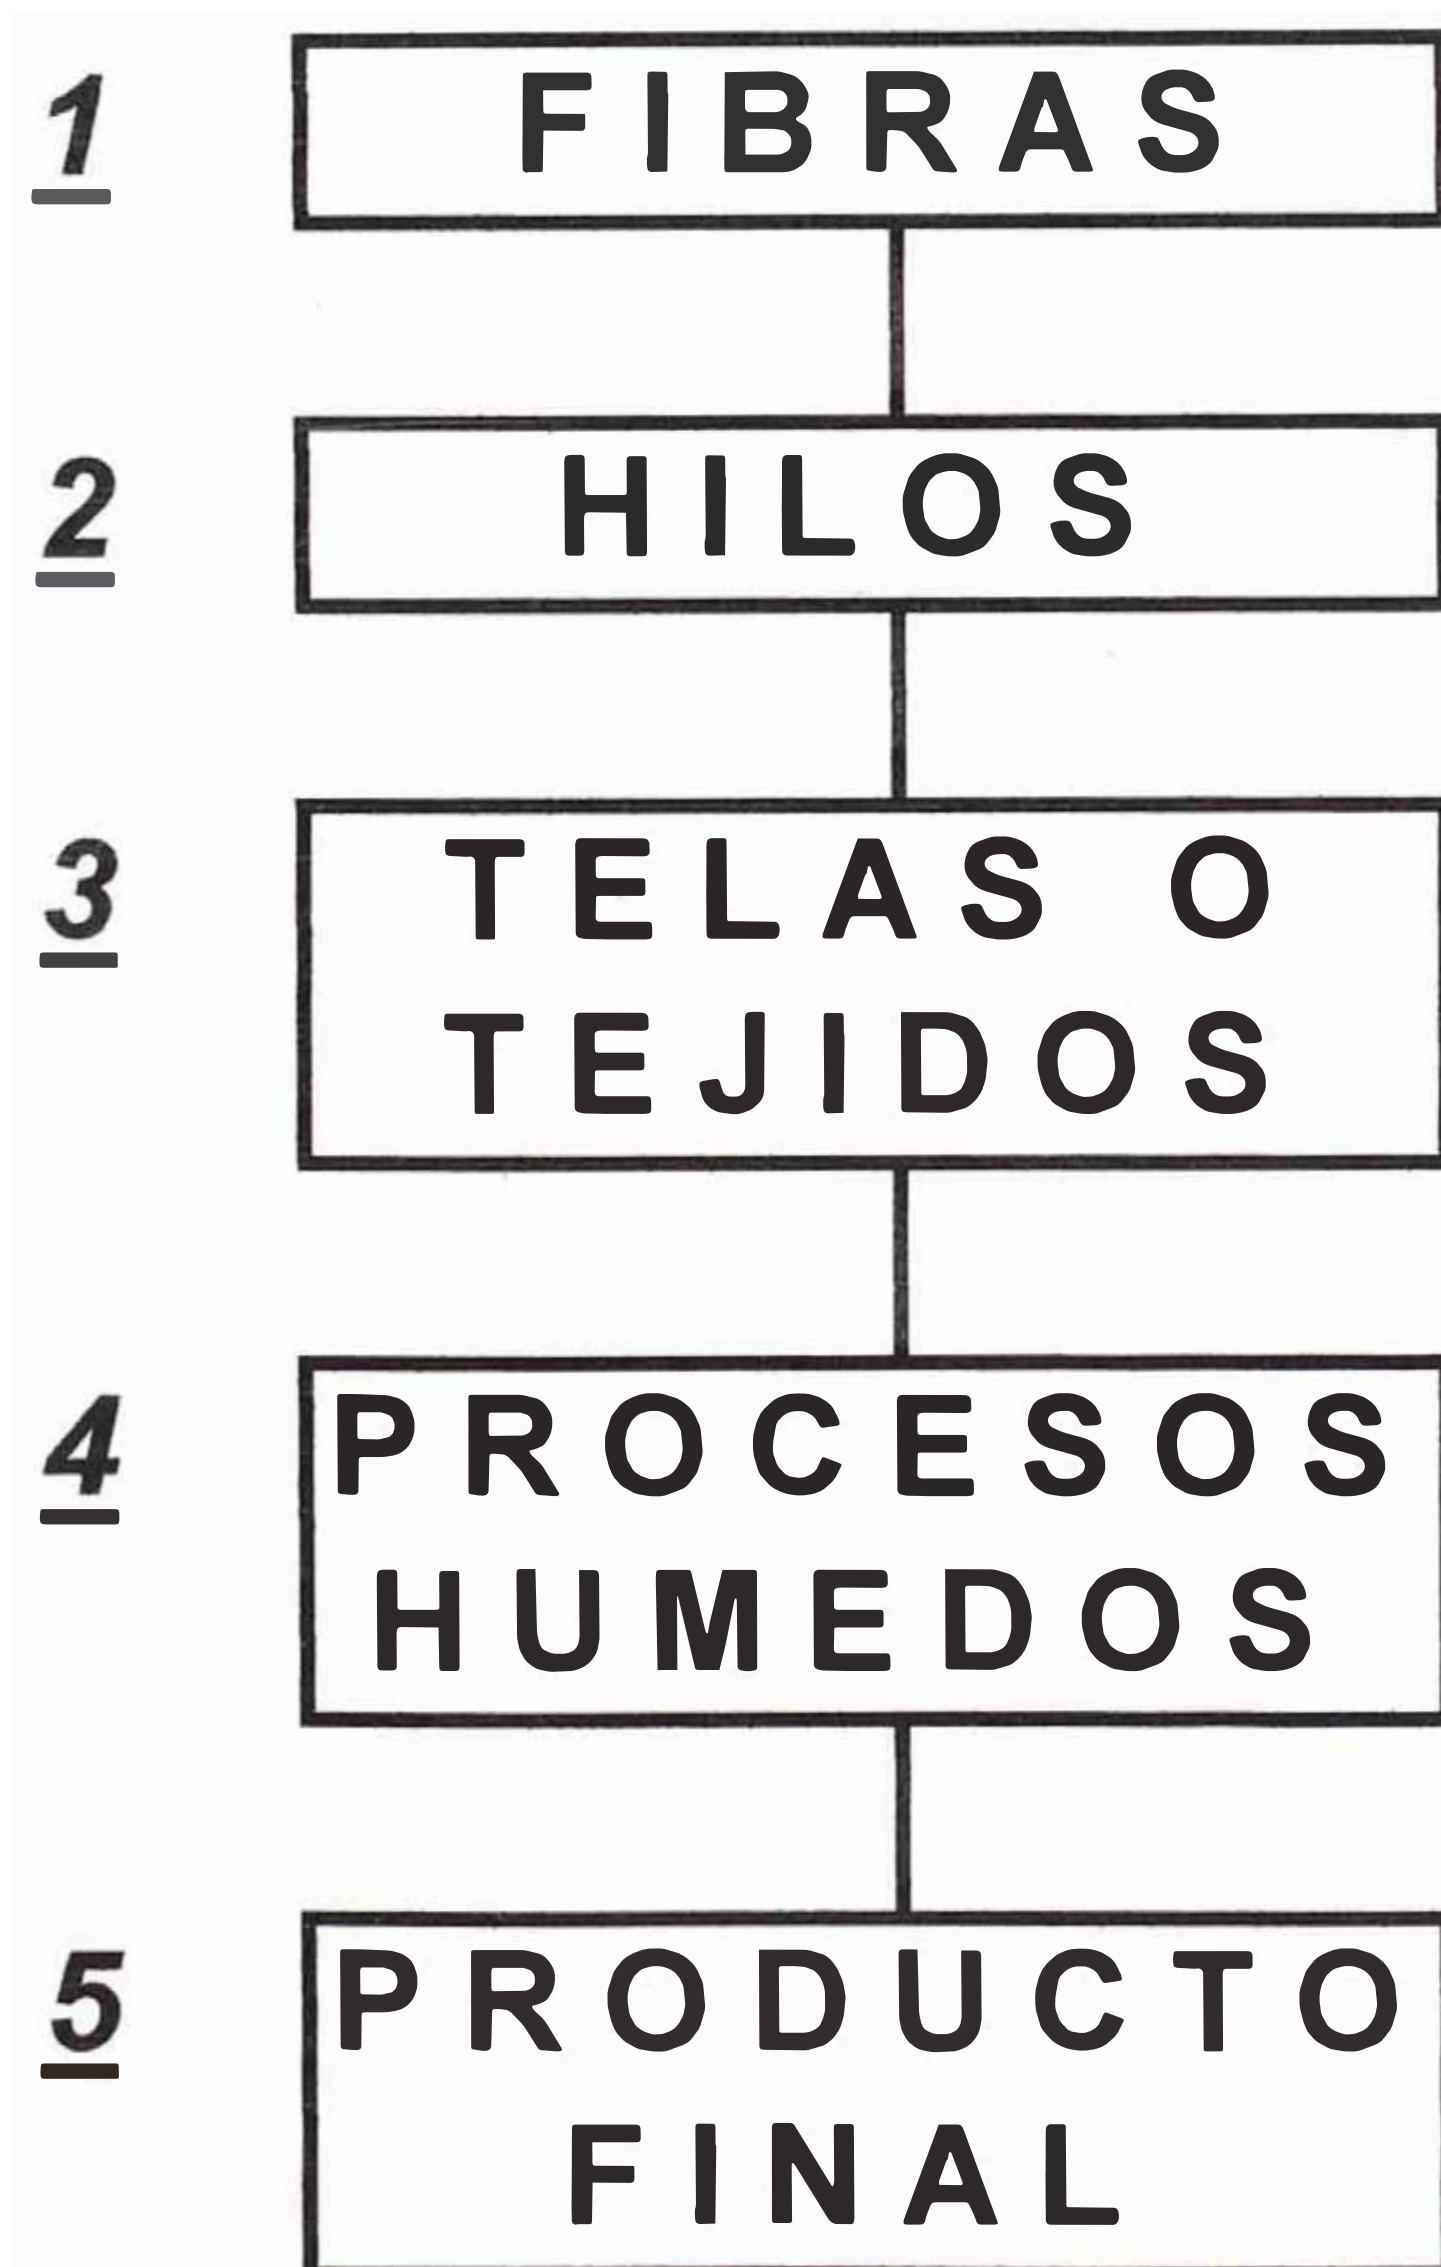 1
FIBRAS
2
HILOS
3
TELAS O
TEJIDOS
4
PROCESOS
HUMEDOS
5
PRODUCTO
FINAL